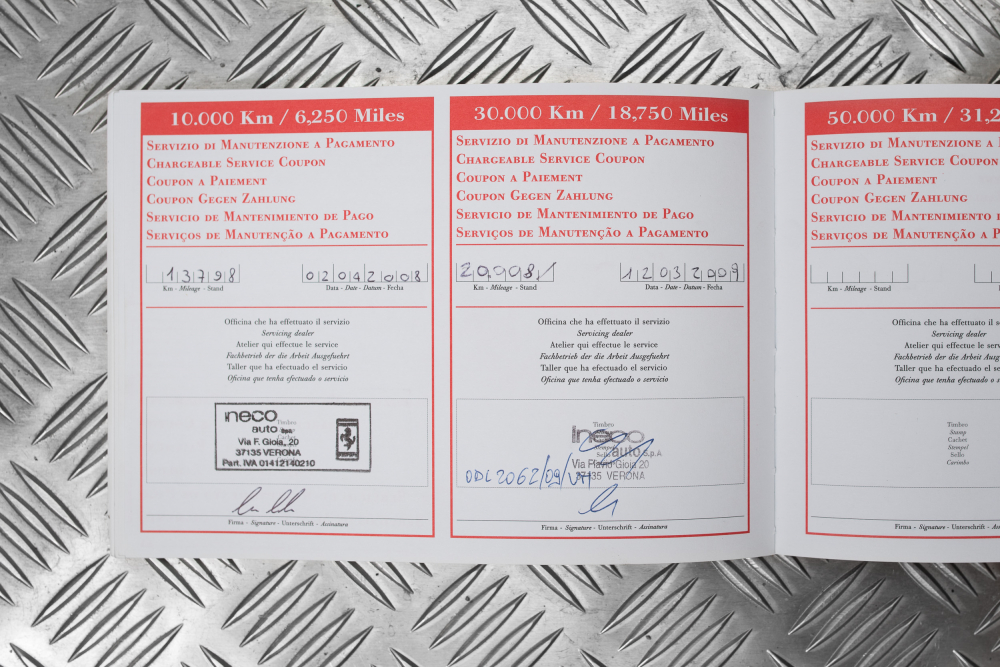 10.000 Km / 6,250 Miles
Servizio di Manutenzione a Pagamento
Chargeable Service Coupon
Coupon a Paiement
Coupon Gegen Zahlung
Servicio de Mantenimiento de Pago
Serviços de Manutenção a Pagamento
13798 02042008
Km - Mileage - Stand Data - Date - Datum - Fecha
Officina che ha effettuato il servizio
Servicing dealer
Atelier qui effectue le service
Fachbetrieb der die Arbeit Ausgefuehrt
Taller que ha efectuado el servicio
Oficina que tenha efectuado o servicio
Timbro
ineco
auto SpA
Via F. Gioia, 20
37135 VERONA
Part. IVA 01412140210
Firma - Signature - Unterschrift - Assinatura
30.000 Km / 18,750 Miles
Servizio di Manutenzione a Pagamento
Chargeable Service Coupon
Coupon a Paiement
Coupon Gegen Zahlung
Servicio de Mantenimiento de Pago
Serviços de Manutenção a Pagamento
20998 12032009
Km - Mileage - Stand Data - Date - Datum - Fecha
Officina che ha effettuato il servizio
Servicing dealer
Atelier qui effectue le service
Fachbetrieb der die Arbeit Ausgefuehrt
Taller que ha efectuado el servicio
Oficina que tenha efectuado o servicio
Timbro
Ineco
auto S.p.A.
Via Flavio Gioia 20
37135 VERONA
ODL 2062/09/VH
Firma - Signature - Unterschrift - Assinatura
50.000 Km / 31,2
Servizio di Manutenzione a
Chargeable Service Coupon
Coupon a Paiement
Coupon Gegen Zahlung
Servicio de Mantenimiento
Serviços de Manutenção a P
Km - Mileage - Stand
Officina che ha effettuato il s
Servicing dealer
Atelier qui effectue le serv
Fachbetrieb der die Arbeit Ausg
Taller que ha efectuado el se
Oficina que tenha efectuado o
Timbro
Stamp
Cachet
Stempel
Sello
Carimbo
Firma - Signature - Unterschrift - As